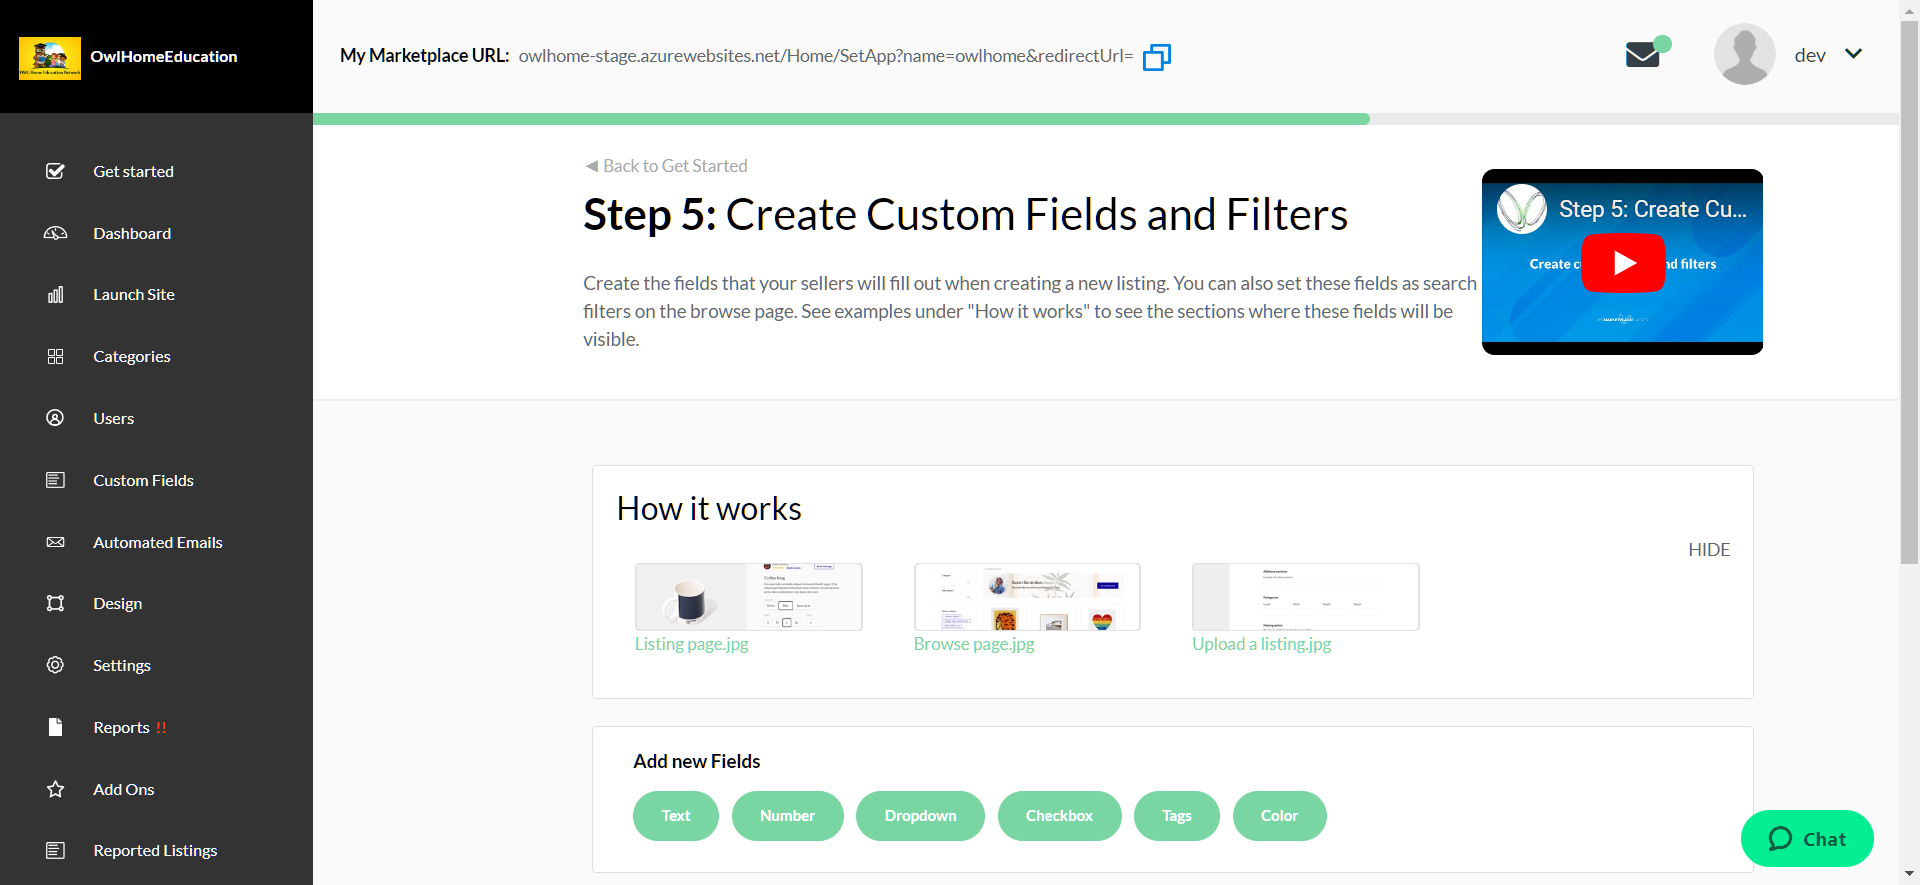 OwlHomeEducation
My Marketplace URL: owlhome-stage.azurewebsites.net/Home/SetApp?name=owlhome&redirectUrl=
dev
Get started
Dashboard
Launch Site
Categories
Users
Custom Fields
Automated Emails
Design
Settings
Reports !!
Add Ons
Reported Listings
◄ Back to Get Started
Step 5: Create Custom Fields and Filters
Create the fields that your sellers will fill out when creating a new listing. You can also set these fields as search
filters on the browse page. See examples under "How it works" to see the sections where these fields will be
visible.
Step 5: Create Cu...
Create c
d filters
How it works
HIDE
Coffee Mug
Listing page.jpg
Browse page.jpg
Upload a listing.jpg
Add new Fields
Text
Number
Dropdown
Checkbox
Tags
Color
Chat